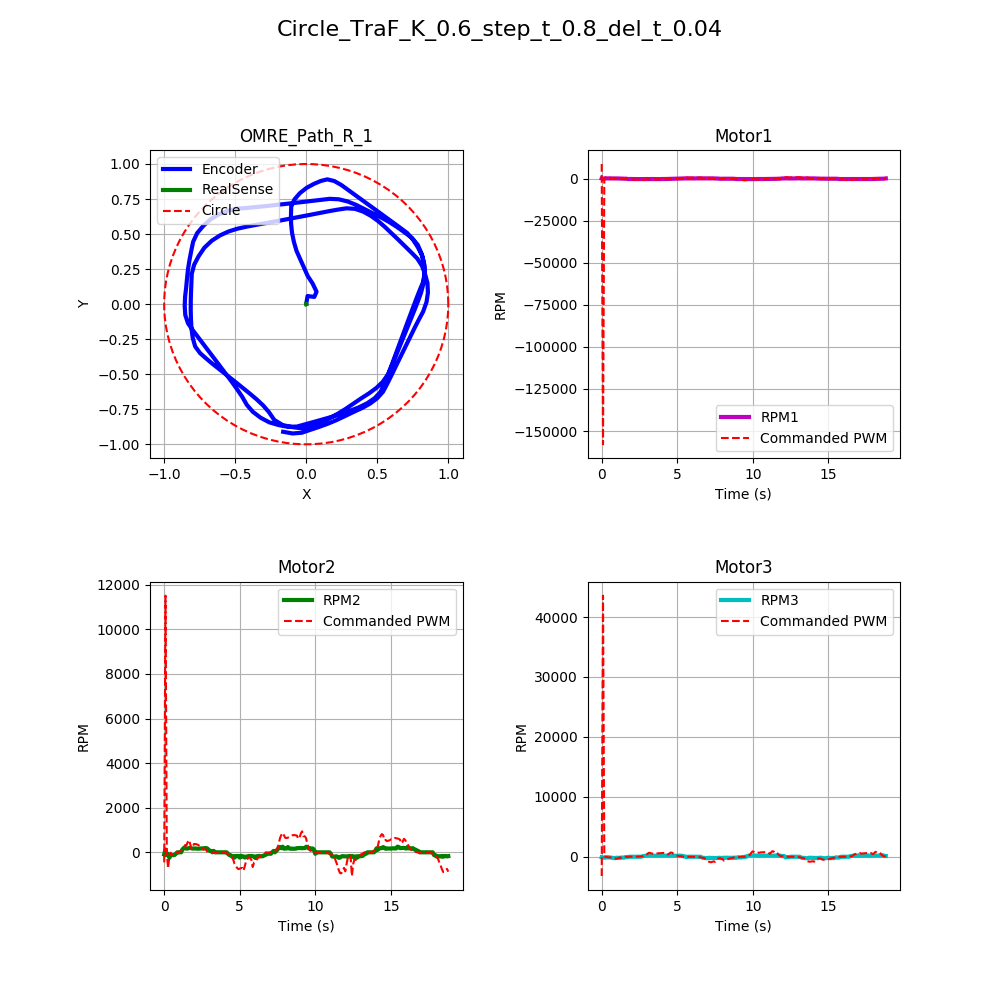 Circle_TraF_K_0.6_step_t_0.8_del_t_0.04
OMRE_Path_R_1
Encoder
RealSense
Circle
1.00
0.75
0.50
0.25
0.00
−0.25
−0.50
−0.75
−1.00
Y
−1.0 −0.5 0.0 0.5 1.0
X
Motor1
0
−25000
−50000
−75000
−100000
−125000
−150000
RPM
RPM1
Commanded PWM
0 5 10 15
Time (s)
Motor2
RPM2
Commanded PWM
12000
10000
8000
6000
4000
2000
0
RPM
0 5 10 15
Time (s)
Motor3
RPM3
Commanded PWM
40000
30000
20000
10000
0
RPM
0 5 10 15
Time (s)